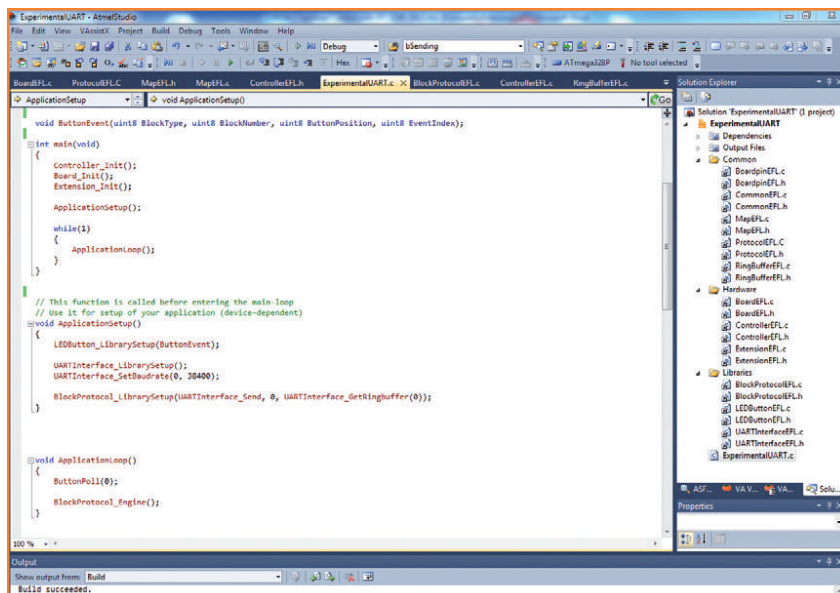 ExperimentalUART - AtmelStudio
File Edit View VAssistX Project Build Debug Tools Window Help
Debug bSending
Hex ATmega328P No tool selected
BoardEFL.c ProtocolEFL.C MapEFL.h MapEFL.c ControllerEFL.h ExperimentalUART.c BlockProtocolEFL.c ControllerEFL.c RingBufferEFL.c
ApplicationSetup void ApplicationSetup() Go
void ButtonEvent(uint8 BlockType, uint8 BlockNumber, uint8 ButtonPosition, uint8 EventIndex);
int main(void)
{
Controller_Init();
Board_Init();
Extension_Init();
ApplicationSetup();
while(1)
{
ApplicationLoop();
}
}
// This function is called before entering the main-loop
// Use it for setup of your application (device-dependent)
void ApplicationSetup()
{
LEDButton_LibrarySetup(ButtonEvent);
UARTInterface_LibrarySetup();
UARTInterface_SetBaudrate(0, 38400);
BlockProtocol_LibrarySetup(UARTInterface_Send, 0, UARTInterface_GetRingbuffer(0));
}
void ApplicationLoop()
{
ButtonPoll(0);
BlockProtocol_Engine();
}
100 %
Solution Explorer
Solution 'ExperimentalUART' (1 project)
ExperimentalUART
Dependencies
Output Files
Common
BoardpinEFL.c
BoardpinEFL.h
CommonEFL.c
CommonEFL.h
MapEFL.c
MapEFL.h
ProtocolEFL.C
ProtocolEFL.h
RingBufferEFL.c
RingBufferEFL.h
Hardware
BoardEFL.c
BoardEFL.h
ControllerEFL.c
ControllerEFL.h
ExtensionEFL.c
ExtensionEFL.h
Libraries
BlockProtocolEFL.c
BlockProtocolEFL.h
LEDButtonEFL.c
LEDButtonEFL.h
UARTInterfaceEFL.c
UARTInterfaceEFL.h
ExperimentalUART.c
ASF... VA V... VA... Solu...
Properties
Output
Show output from: Build
Build succeeded.